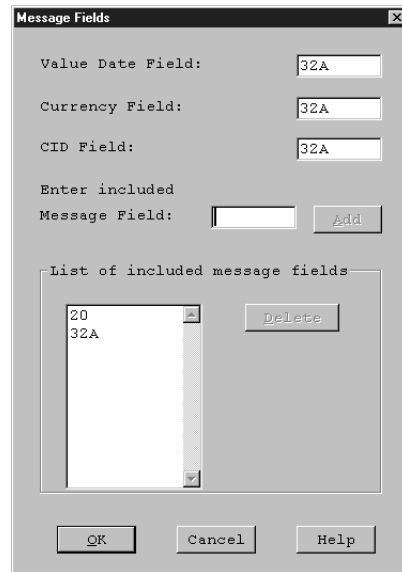 Message Fields
Value Date Field: 32A
Currency Field: 32A
CID Field: 32A
Enter included
Message Field: Add
List of included message fields
20
32A
Delete
OK Cancel Help